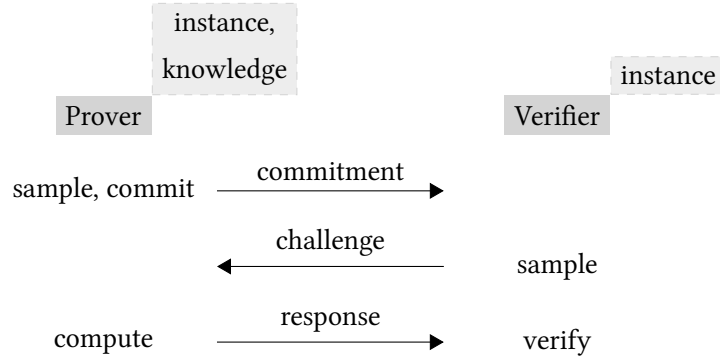 instance,
knowledge
instance
Prover
Verifier
commitment
sample, commit
challenge
sample
response
compute
verify